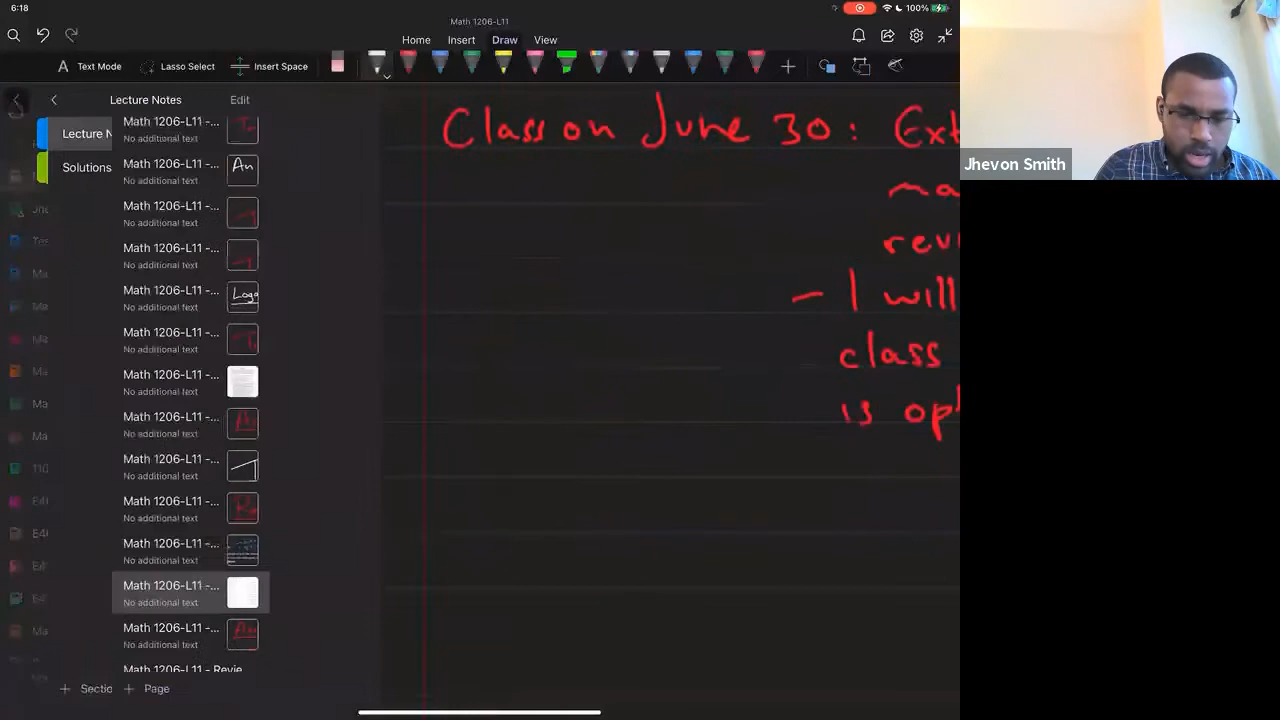 6:18
100%
Math 1206-L11
Home Insert Draw View
Text Mode Lasso Select Insert Space
Lecture Notes Edit
Lecture N
Solutions
Math 1206-L11 -...
No additional text
Math 1206-L11 -...
No additional text
An
Math 1206-L11 -...
No additional text
Math 1206-L11 -...
No additional text
Math 1206-L11 -...
No additional text
Math 1206-L11 -...
No additional text
Math 1206-L11 -...
No additional text
Math 1206-L11 -...
No additional text
Math 1206-L11 -...
No additional text
Math 1206-L11 -...
No additional text
Math 1206-L11 -...
No additional text
Math 1206-L11 -...
No additional text
Math 1206-L11 -...
No additional text
Math 1206-L11 - Revie
+ Sectio + Page
Class on June 30: Ext
ma
revi
- I will
class
is op
Jhevon Smith